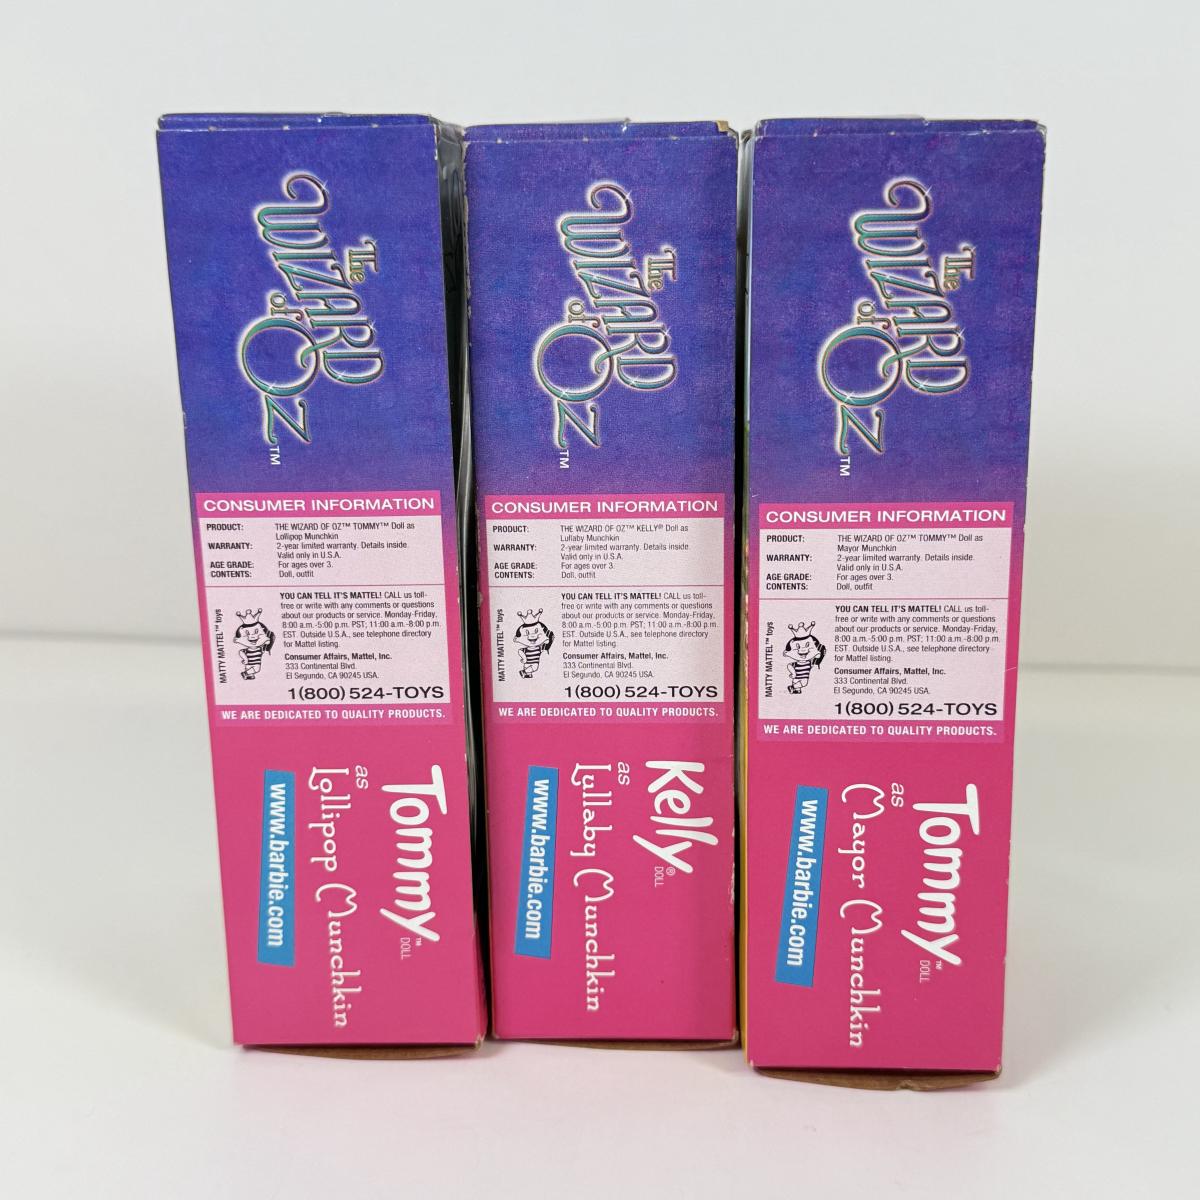 The
WIZARD
of
OZ™
CONSUMER INFORMATION
PRODUCT: THE WIZARD OF OZ™ TOMMY™ Doll as
Lollipop Munchkin
WARRANTY: 2-year limited warranty. Details inside.
Valid only in U.S.A.
AGE GRADE: For ages over 3.
CONTENTS: Doll, outfit
MATTY MATTEL™ toys
YOU CAN TELL IT'S MATTEL! CALL us toll-
free or write with any comments or questions
about our products or service. Monday-Friday,
8:00 a.m.-5:00 p.m. PST; 11:00 a.m.-8:00 p.m.
EST. Outside U.S.A., see telephone directory
for Mattel listing.
Consumer Affairs, Mattel, Inc.
333 Continental Blvd.
El Segundo, CA 90245 USA.
1(800) 524-TOYS
WE ARE DEDICATED TO QUALITY PRODUCTS.
Tommy™ DOLL
as
Lollipop Munchkin
www.barbie.com
The
WIZARD
of
OZ™
CONSUMER INFORMATION
PRODUCT: THE WIZARD OF OZ™ KELLY® Doll as
Lullaby Munchkin
WARRANTY: 2-year limited warranty. Details inside.
Valid only in U.S.A.
AGE GRADE: For ages over 3.
CONTENTS: Doll, outfit
MATTY MATTEL™ toys
YOU CAN TELL IT'S MATTEL! CALL us toll-
free or write with any comments or questions
about our products or service. Monday-Friday,
8:00 a.m.-5:00 p.m. PST; 11:00 a.m.-8:00 p.m.
EST. Outside U.S.A., see telephone directory
for Mattel listing.
Consumer Affairs, Mattel, Inc.
333 Continental Blvd.
El Segundo, CA 90245 USA.
1(800) 524-TOYS
WE ARE DEDICATED TO QUALITY PRODUCTS.
Kelly® DOLL
as
Lullaby Munchkin
www.barbie.com
The
WIZARD
of
OZ™
CONSUMER INFORMATION
PRODUCT: THE WIZARD OF OZ™ TOMMY™ Doll as
Mayor Munchkin
WARRANTY: 2-year limited warranty. Details inside.
Valid only in U.S.A.
AGE GRADE: For ages over 3.
CONTENTS: Doll, outfit
MATTY MATTEL™ toys
YOU CAN TELL IT'S MATTEL! CALL us toll-
free or write with any comments or questions
about our products or service. Monday-Friday,
8:00 a.m.-5:00 p.m. PST; 11:00 a.m.-8:00 p.m.
EST. Outside U.S.A., see telephone directory
for Mattel listing.
Consumer Affairs, Mattel, Inc.
333 Continental Blvd.
El Segundo, CA 90245 USA.
1(800) 524-TOYS
WE ARE DEDICATED TO QUALITY PRODUCTS.
Tommy™ DOLL
as
Mayor Munchkin
www.barbie.com